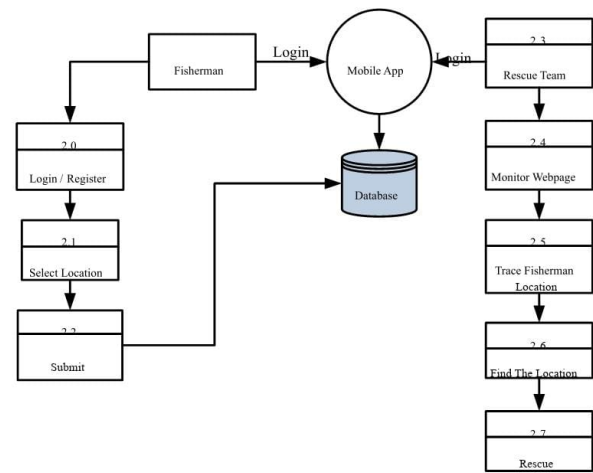 Fisherman
Login
Mobile App
Login
2.3
Rescue Team
2.0
Login / Register
2.4
Monitor Webpage
Database
2.1
Select Location
2.5
Trace Fisherman
Location
2.2
Submit
2.6
Find The Location
2.7
Rescue